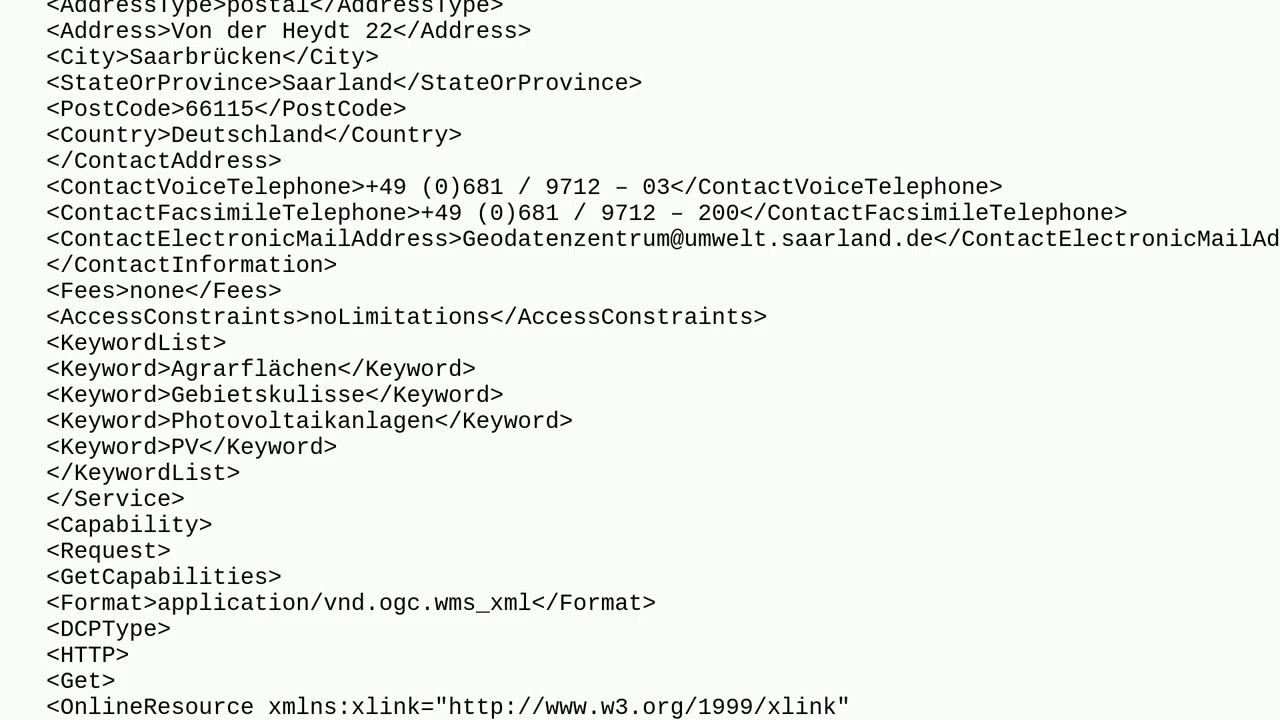 <AddressType>postal</AddressType>
<Address>Von der Heydt 22</Address>
<City>Saarbrücken</City>
<StateOrProvince>Saarland</StateOrProvince>
<PostCode>66115</PostCode>
<Country>Deutschland</Country>
</ContactAddress>
<ContactVoiceTelephone>+49 (0)681 / 9712 – 03</ContactVoiceTelephone>
<ContactFacsimileTelephone>+49 (0)681 / 9712 – 200</ContactFacsimileTelephone>
<ContactElectronicMailAddress>Geodatenzentrum@umwelt.saarland.de</ContactElectronicMailAd
</ContactInformation>
<Fees>none</Fees>
<AccessConstraints>noLimitations</AccessConstraints>
<KeywordList>
<Keyword>Agrarflächen</Keyword>
<Keyword>Gebietskulisse</Keyword>
<Keyword>Photovoltaikanlagen</Keyword>
<Keyword>PV</Keyword>
</KeywordList>
</Service>
<Capability>
<Request>
<GetCapabilities>
<Format>application/vnd.ogc.wms_xml</Format>
<DCPType>
<HTTP>
<Get>
<OnlineResource xmlns:xlink="http://www.w3.org/1999/xlink"